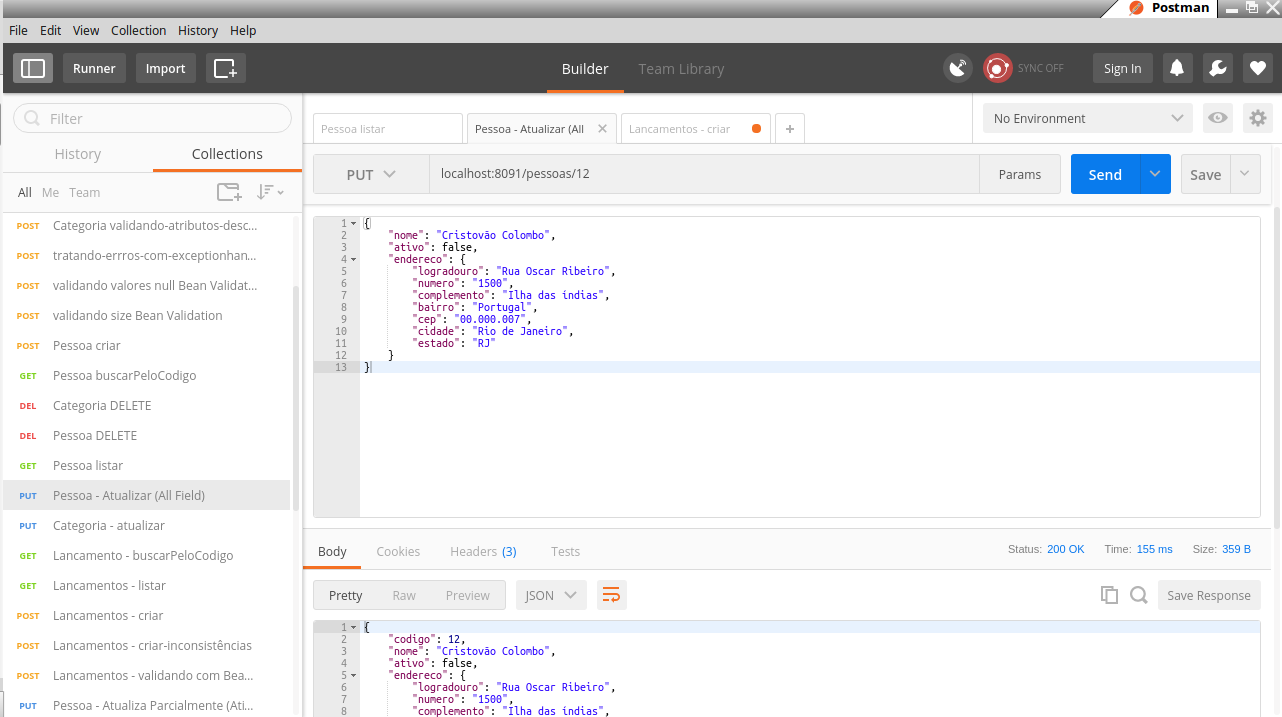 Postman
File Edit View Collection History Help
Runner Import Builder Team Library SYNC OFF Sign In
Filter
History Collections
All Me Team
POST Categoria validando-atributos-desc...
POST tratando-errros-com-exceptionhan...
POST validando valores null Bean Validat...
POST validando size Bean Validation
POST Pessoa criar
GET Pessoa buscarPeloCodigo
DEL Categoria DELETE
DEL Pessoa DELETE
GET Pessoa listar
PUT Pessoa - Atualizar (All Field)
PUT Categoria - atualizar
GET Lancamento - buscarPeloCodigo
GET Lancamentos - listar
POST Lancamentos - criar
POST Lancamentos - criar-inconsistências
POST Lancamentos - validando com Bea...
PUT Pessoa - Atualiza Parcialmente (Ati...
Pessoa listar Pessoa - Atualizar (All Lancamentos - criar + No Environment
PUT localhost:8091/pessoas/12 Params Send Save
1 {
2 "nome": "Cristovão Colombo",
3 "ativo": false,
4 "endereco": {
5 "logradouro": "Rua Oscar Ribeiro",
6 "numero": "1500",
7 "complemento": "Ilha das índias",
8 "bairro": "Portugal",
9 "cep": "00.000.007",
10 "cidade": "Rio de Janeiro",
11 "estado": "RJ"
12 }
13 }
Body Cookies Headers (3) Tests Status: 200 OK Time: 155 ms Size: 359 B
Pretty Raw Preview JSON Save Response
1 {
2 "codigo": 12,
3 "nome": "Cristovão Colombo",
4 "ativo": false,
5 "endereco": {
6 "logradouro": "Rua Oscar Ribeiro",
7 "numero": "1500",
8 "complemento": "Ilha das índias",